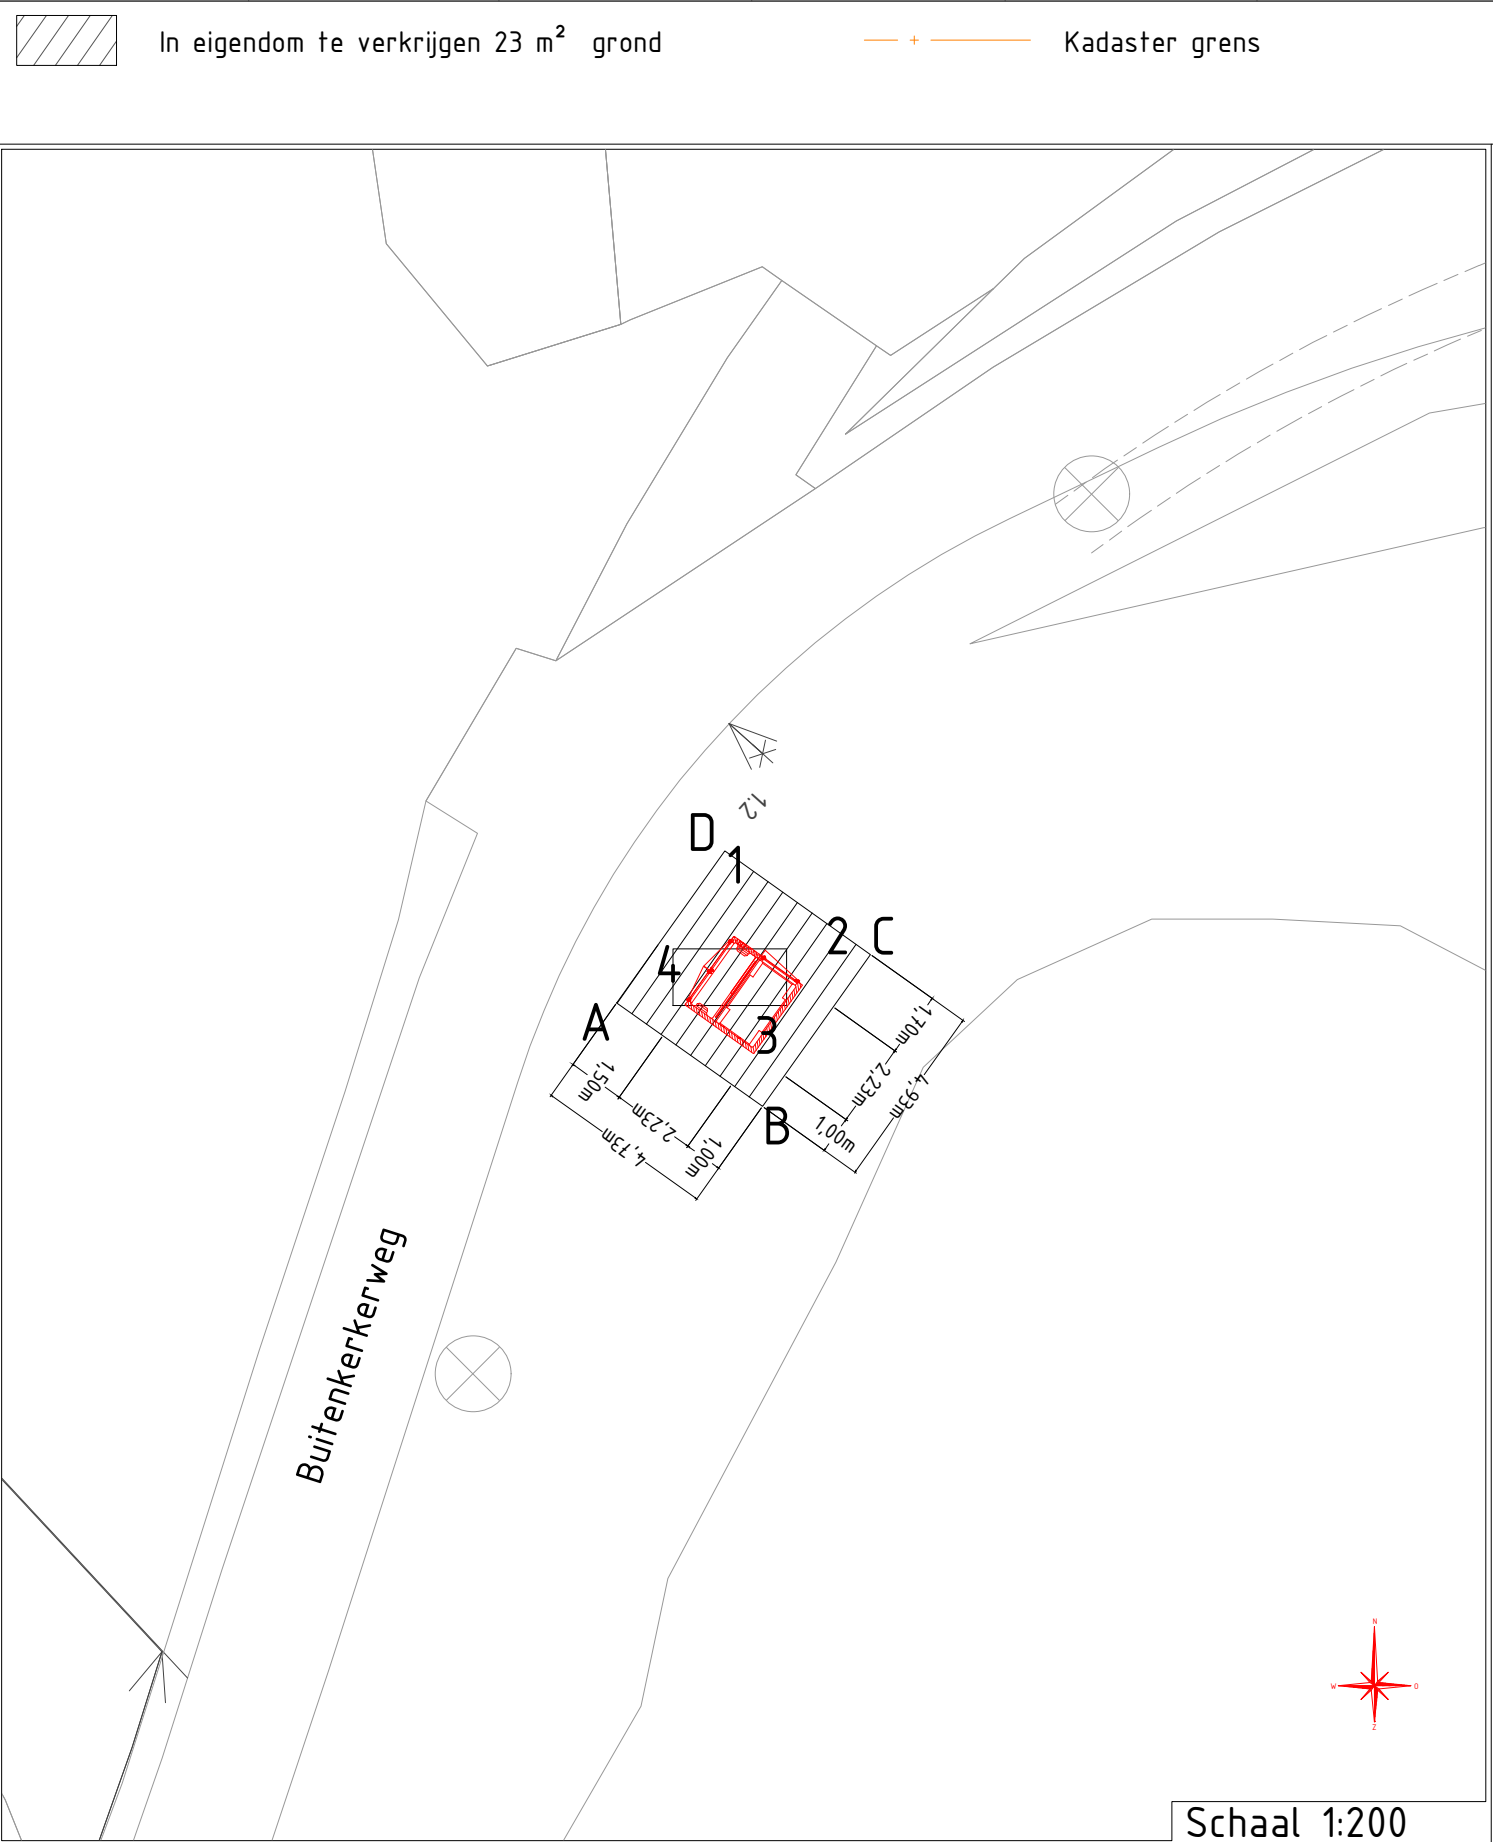 In eigendom te verkrijgen 23 m² grond
Kadaster grens
1.2
D
1
2
C
4
A
3
B
1,70m
2,23m
4,93m
1,00m
1,50m
2,23m
1,00m
4,73m
Buitenkerkerweg
N
W
O
Z
Schaal 1:200